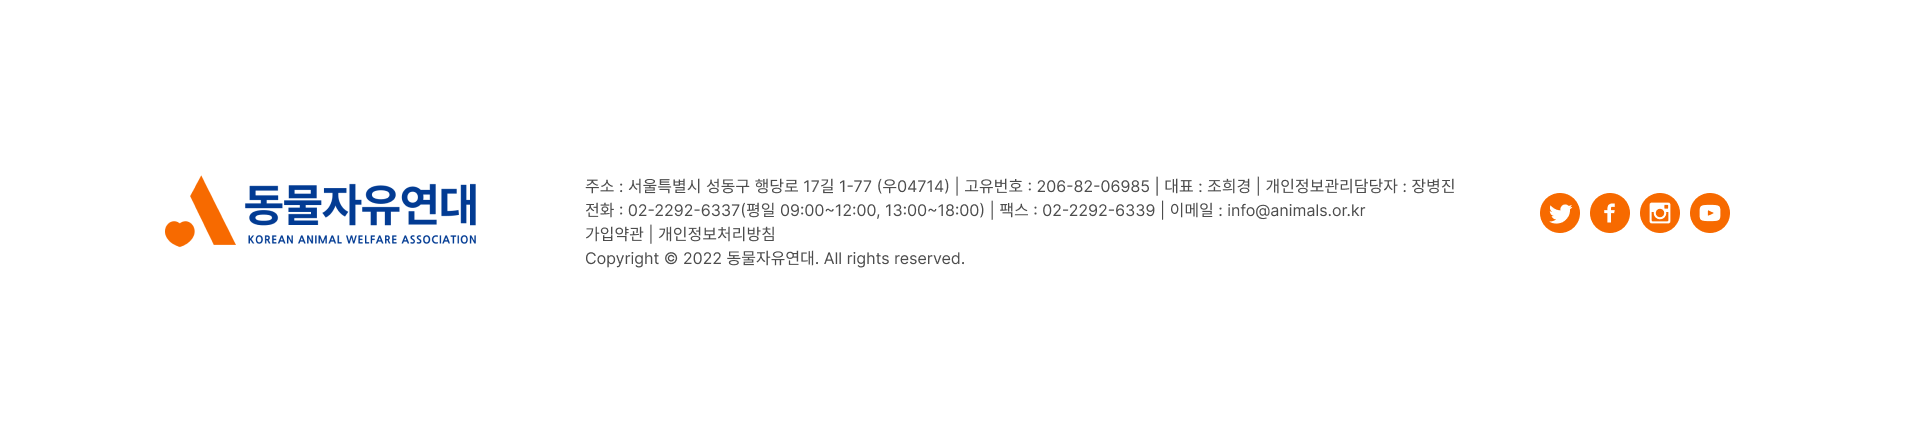 동물자유연대
KOREAN ANIMAL WELFARE ASSOCIATION
주소 : 서울특별시 성동구 행당로 17길 1-77 (우04714) | 고유번호 : 206-82-06985 | 대표 : 조희경 | 개인정보관리담당자 : 장병진
전화 : 02-2292-6337(평일 09:00~12:00, 13:00~18:00) | 팩스 : 02-2292-6339 | 이메일 : info@animals.or.kr
가입약관 | 개인정보처리방침
Copyright © 2022 동물자유연대. All rights reserved.